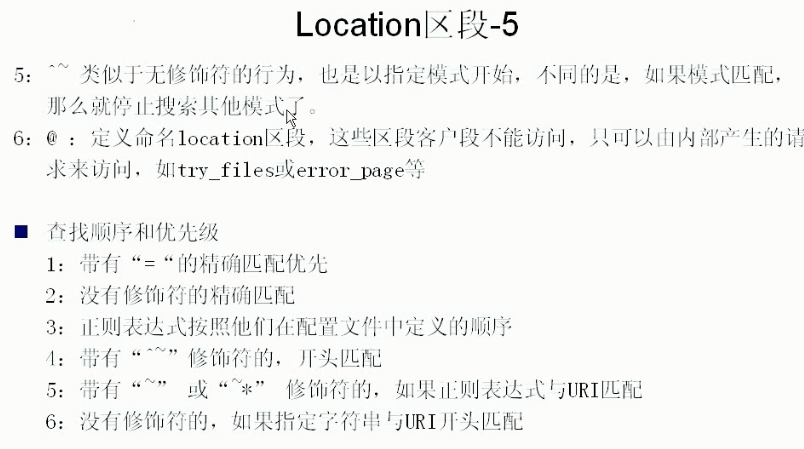 Location区段-5
5：^~ 类似于无修饰符的行为，也是以指定模式开始，不同的是，如果模式匹配，
那么就停止搜索其他模式了。
6：@ ：定义命名location区段，这些区段客户段不能访问，只可以由内部产生的请
求来访问，如try_files或error_page等
■ 查找顺序和优先级
1：带有“=“的精确匹配优先
2：没有修饰符的精确匹配
3：正则表达式按照他们在配置文件中定义的顺序
4：带有“^~”修饰符的，开头匹配
5：带有“~” 或“~*” 修饰符的，如果正则表达式与URI匹配
6：没有修饰符的，如果指定字符串与URI开头匹配